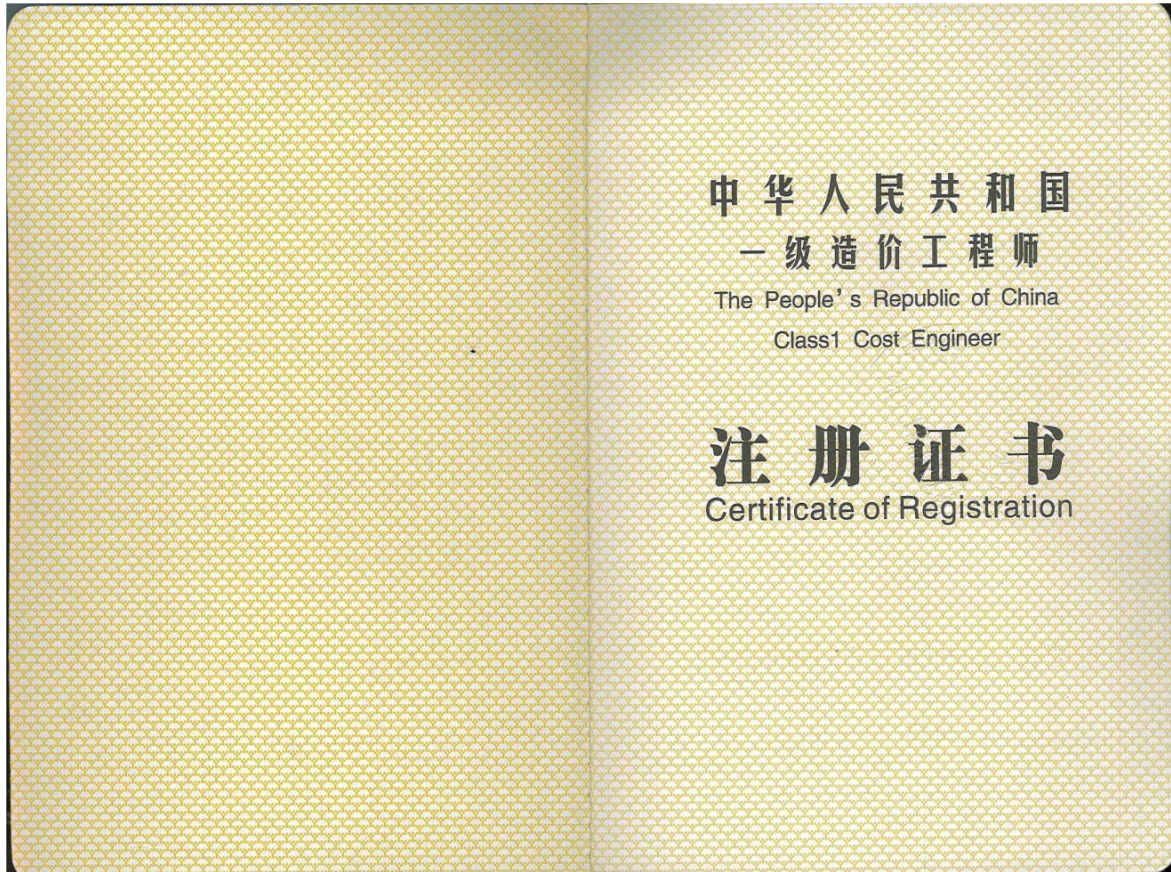 中华人民共和国
一级造价工程师
The People's Republic of China
Class1 Cost Engineer
注册证书
Certificate of Registration